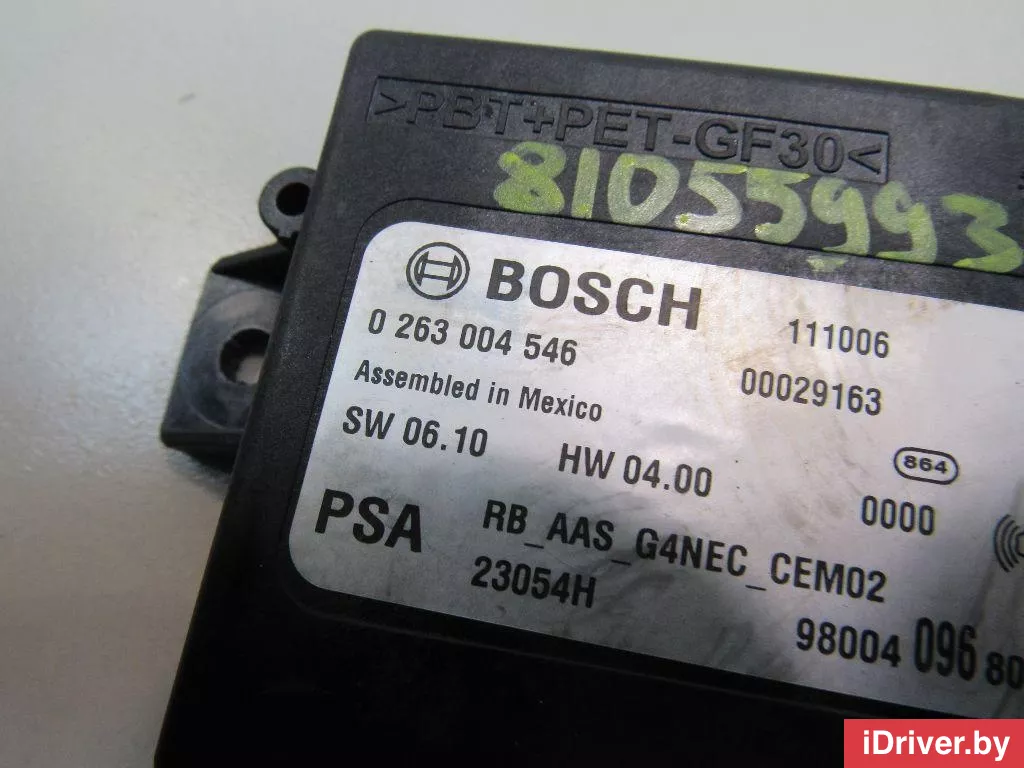 >PBT+PET-GF30<
81055993
BOSCH
0 263 004 546
111006
Assembled in Mexico
00029163
SW 06.10
HW 04.00
864
0000
PSA
RB_AAS_G4NEC_CEM02
23054H
98004 096 80
iDriver.by